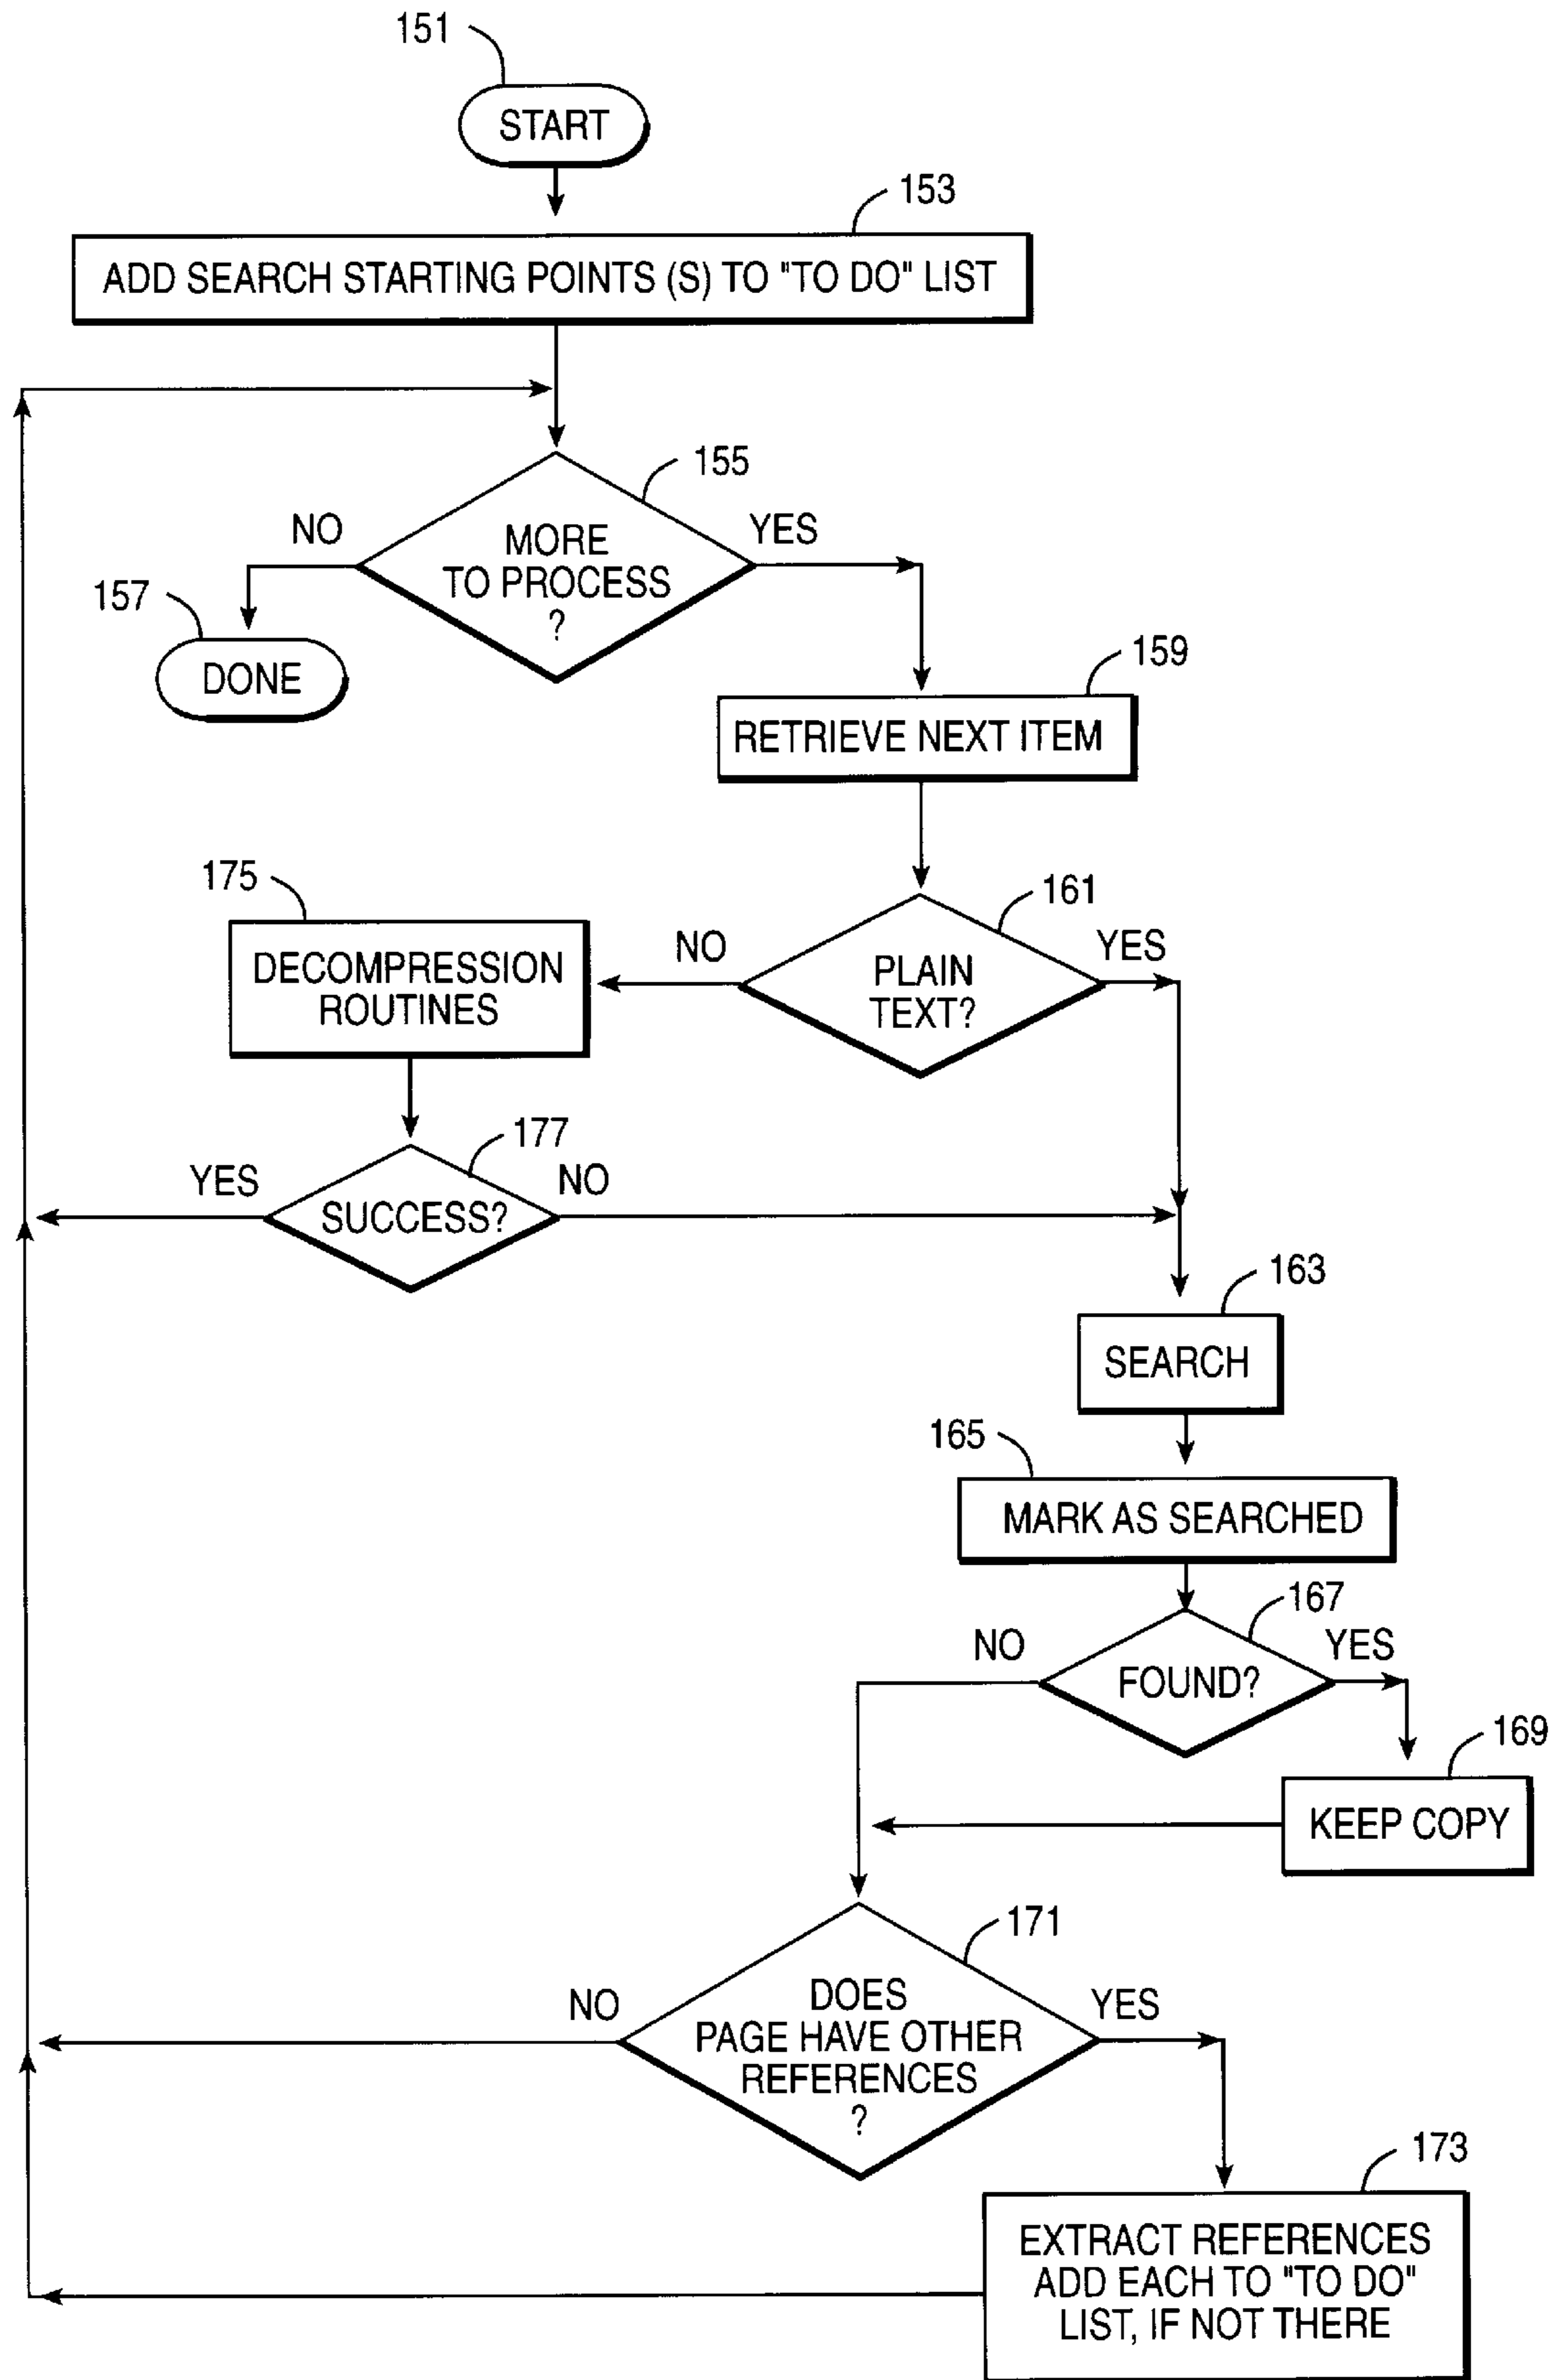 151
START
153
ADD SEARCH STARTING POINTS (S) TO "TO DO" LIST
155
NO
YES
MORE
TO PROCESS
?
157
DONE
159
RETRIEVE NEXT ITEM
175
161
DECOMPRESSION
ROUTINES
NO
YES
PLAIN
TEXT?
177
YES
NO
SUCCESS?
163
SEARCH
165
MARK AS SEARCHED
167
NO
YES
FOUND?
169
KEEP COPY
171
NO
YES
DOES
PAGE HAVE OTHER
REFERENCES
?
173
EXTRACT REFERENCES
ADD EACH TO "TO DO"
LIST, IF NOT THERE